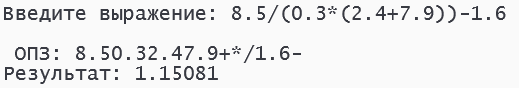 Введите выражение: 8.5/(0.3*(2.4+7.9))-1.6
ОПЗ: 8.50.32.47.9+*/1.6-
Результат: 1.15081